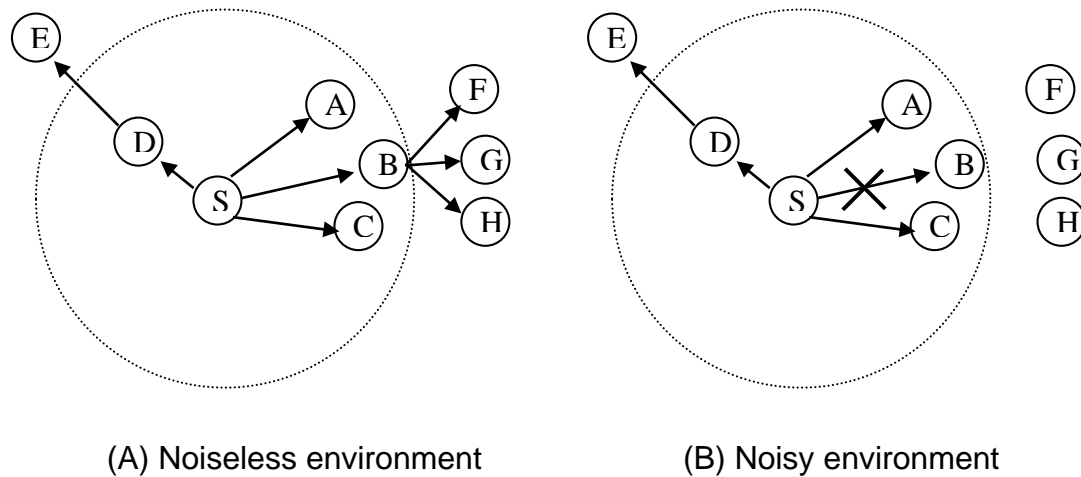 E
A
F
D
B
G
S
C
H
(A) Noiseless environment
E
A
F
D
B
G
S
C
H
(B) Noisy environment